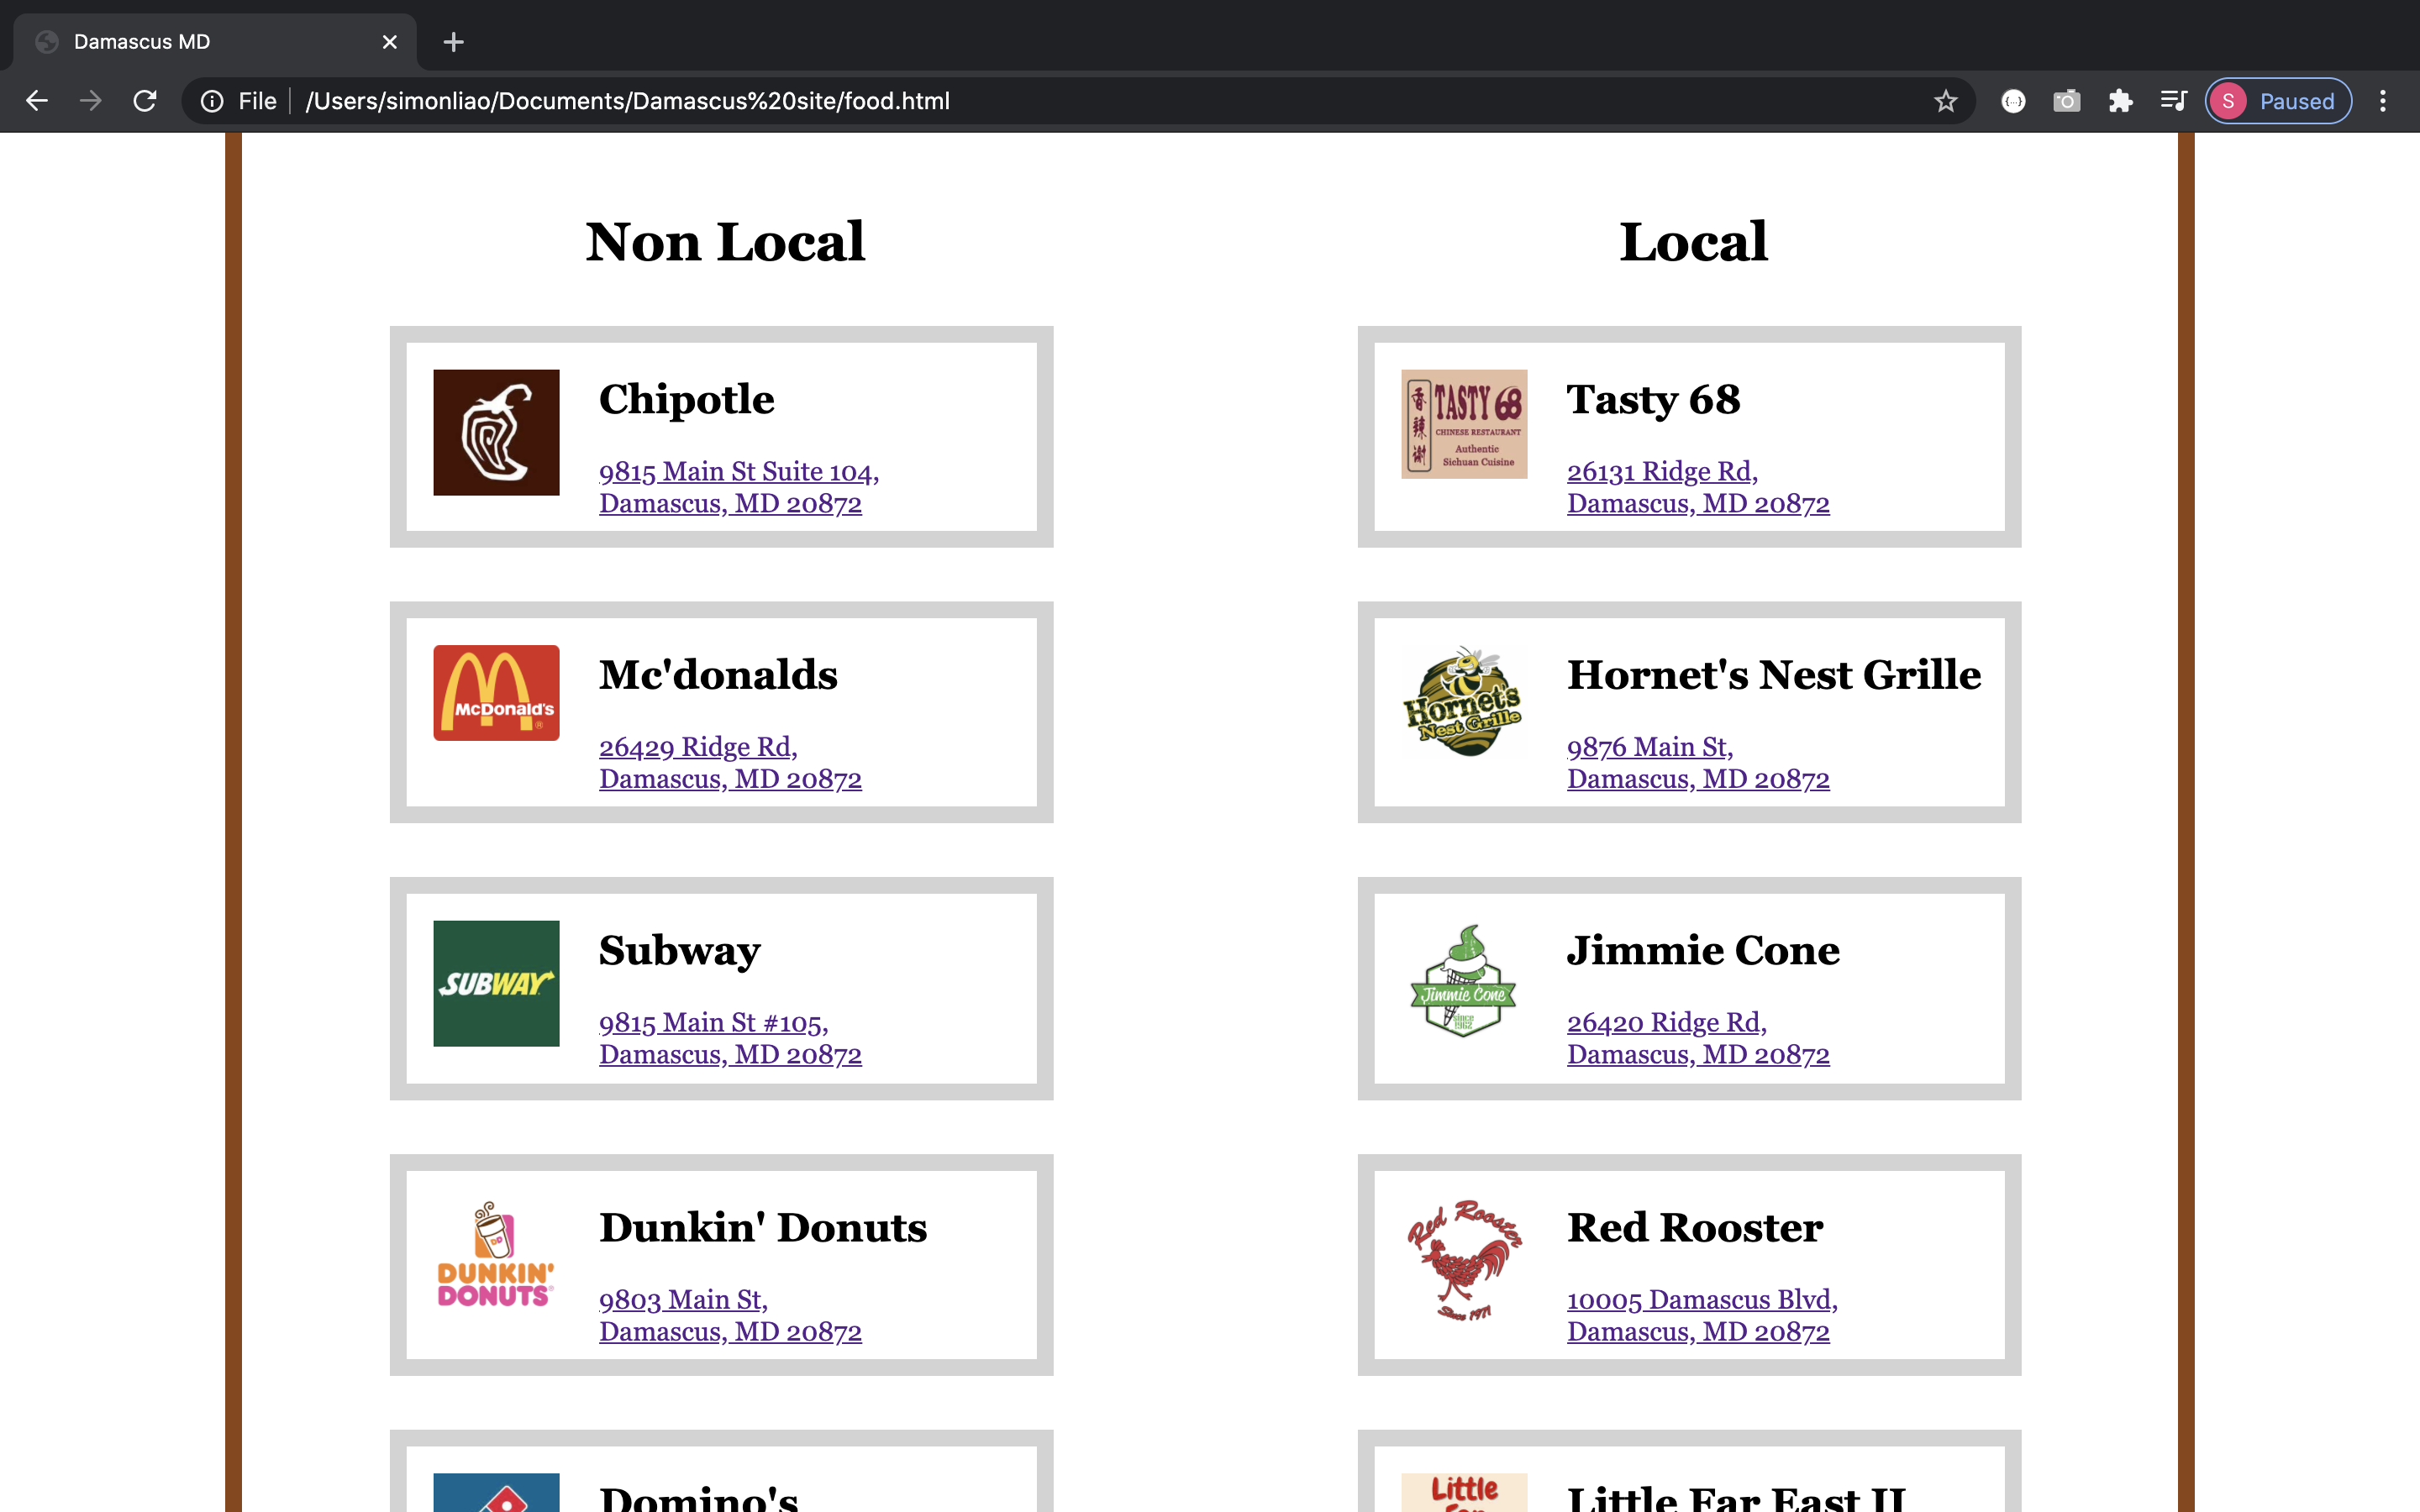 Damascus MD
File
/Users/simonliao/Documents/Damascus%20site/food.html
S
Paused
Non Local
Chipotle
9815 Main St Suite 104,
Damascus, MD 20872
McDonald's
Mc'donalds
26429 Ridge Rd,
Damascus, MD 20872
SUBWAY
Subway
9815 Main St #105,
Damascus, MD 20872
DD
DUNKIN'
DONUTS
Dunkin' Donuts
9803 Main St,
Damascus, MD 20872
Domino's
Local
香辣谢
TASTY 68
CHINESE RESTAURANT
Authentic
Sichuan Cuisine
Tasty 68
26131 Ridge Rd,
Damascus, MD 20872
Hornet's
Nest Grille
Hornet's Nest Grille
9876 Main St,
Damascus, MD 20872
Jimmie Cone
since
1962
Jimmie Cone
26420 Ridge Rd,
Damascus, MD 20872
Red Rooster
Since 1971
Red Rooster
10005 Damascus Blvd,
Damascus, MD 20872
Little
Far
Little Far East II